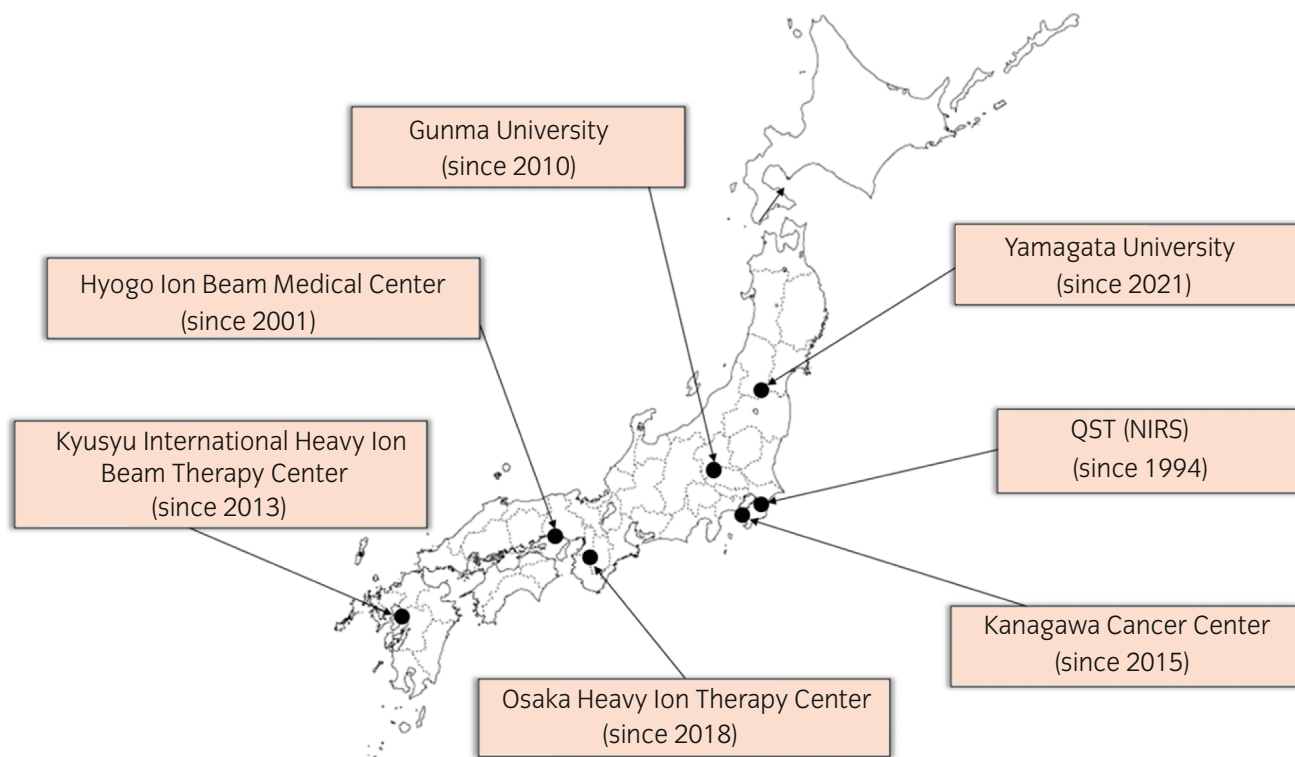 Gunma University
(since 2010)
Yamagata University
(since 2021)
Hyogo Ion Beam Medical Center
(since 2001)
QST (NIRS)
(since 1994)
Kyusyu International Heavy Ion
Beam Therapy Center
(since 2013)
Kanagawa Cancer Center
(since 2015)
Osaka Heavy Ion Therapy Center
(since 2018)